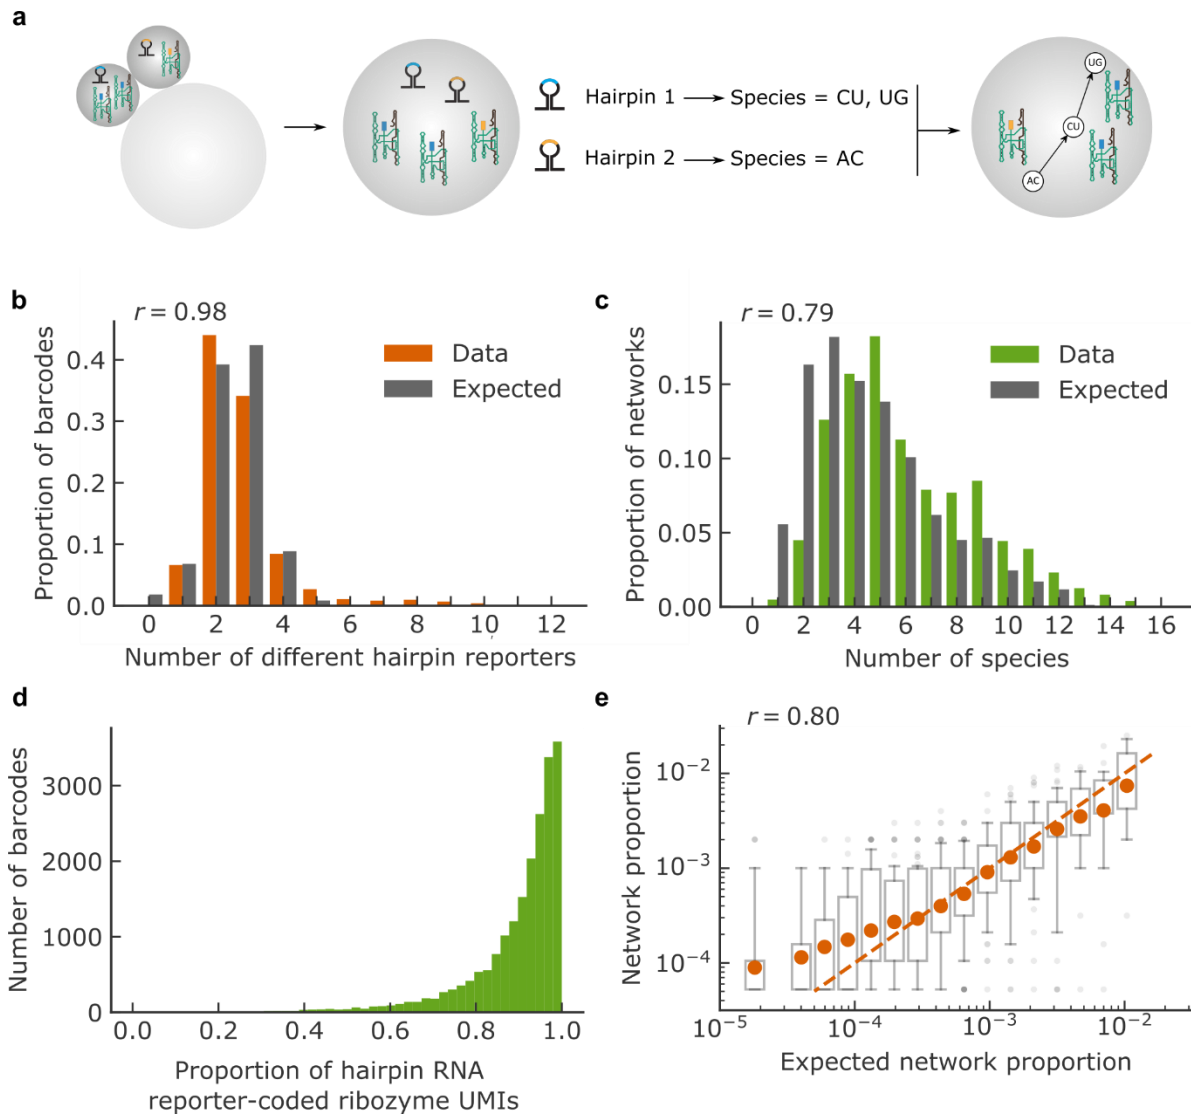 a
Hairpin 1 → Species = CU, UG
Hairpin 2 → Species = AC
UG
CU
AC
b
r = 0.98
Data
Expected
Proportion of barcodes
0.4
0.3
0.2
0.1
0.0
0 2 4 6 8 10 12
Number of different hairpin reporters
c
r = 0.79
Data
Expected
Proportion of networks
0.15
0.10
0.05
0.00
0 2 4 6 8 10 12 14 16
Number of species
d
Number of barcodes
3000
2000
1000
0
0.0 0.2 0.4 0.6 0.8 1.0
Proportion of hairpin RNA
reporter-coded ribozyme UMIs
e
r = 0.80
Network proportion
10⁻²
10⁻³
10⁻⁴
10⁻⁵ 10⁻⁴ 10⁻³ 10⁻²
Expected network proportion